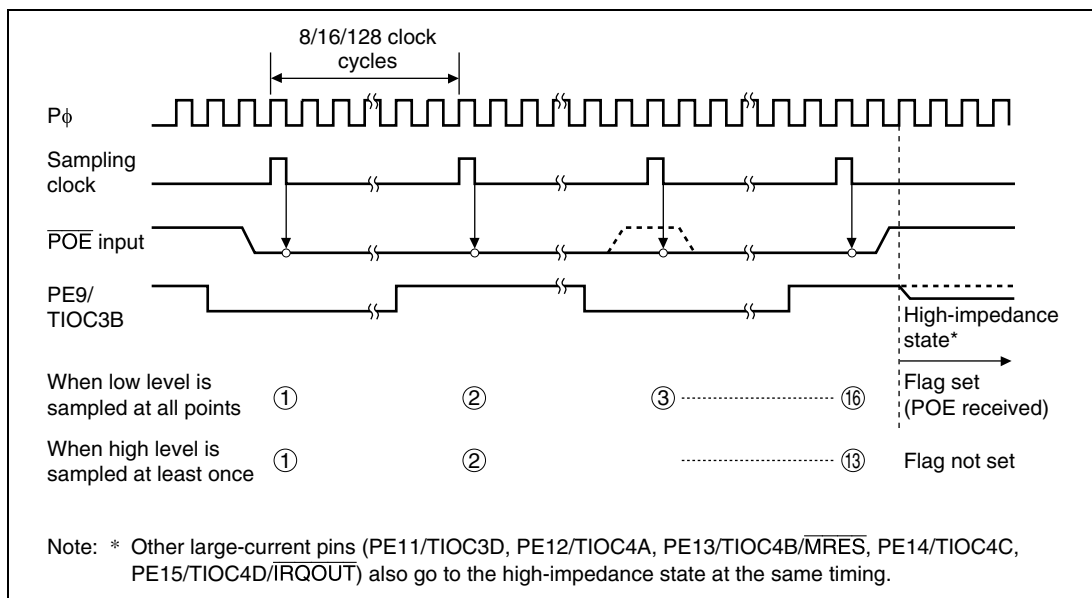 8/16/128 clock
cycles
Pϕ
Sampling
clock
POE input
PE9/
TIOC3B
High-impedance
state*
When low level is
sampled at all points
① ② ③ ⑯
Flag set
(POE received)
When high level is
sampled at least once
① ② ⑬ Flag not set
Note: * Other large-current pins (PE11/TIOC3D, PE12/TIOC4A, PE13/TIOC4B/MRES, PE14/TIOC4C,
PE15/TIOC4D/IRQOUT) also go to the high-impedance state at the same timing.